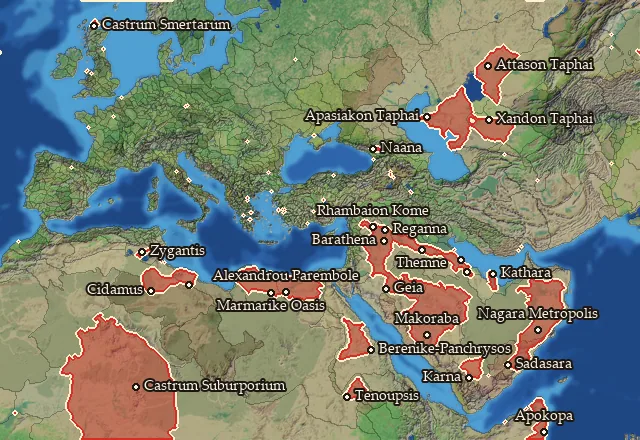 Castrum Smertarum
Attason Taphai
Apasiakon Taphai
Xandon Taphai
Naana
Rhambaion Kome
Reganna
Barathena
Zygantis
Themne
Alexandrou-Parembole
Kathara
Cidamus
Geia
Marmarike Oasis
Nagara Metropolis
Makoraba
Berenike-Panchrysos
Sadasara
Karna
Castrum Suburporium
Tenoupsis
Apokopa